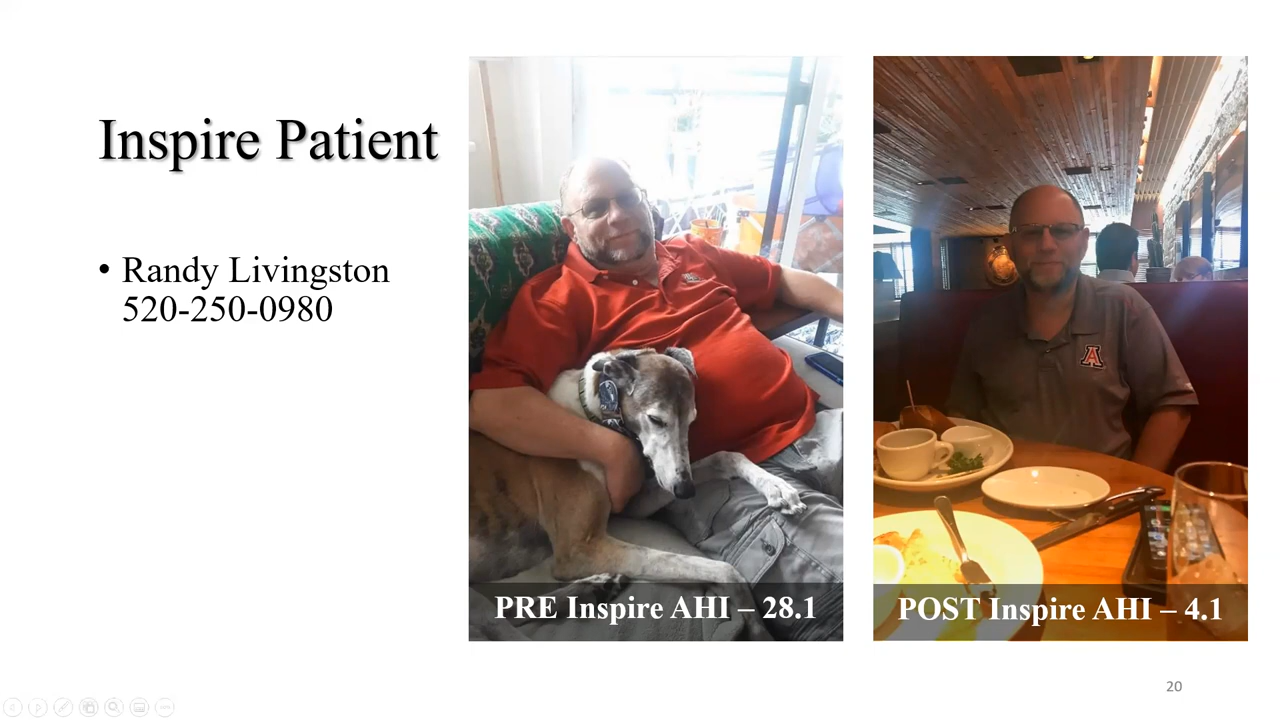 Inspire Patient
• Randy Livingston
520-250-0980
A
PRE Inspire AHI – 28.1
POST Inspire AHI – 4.1
20